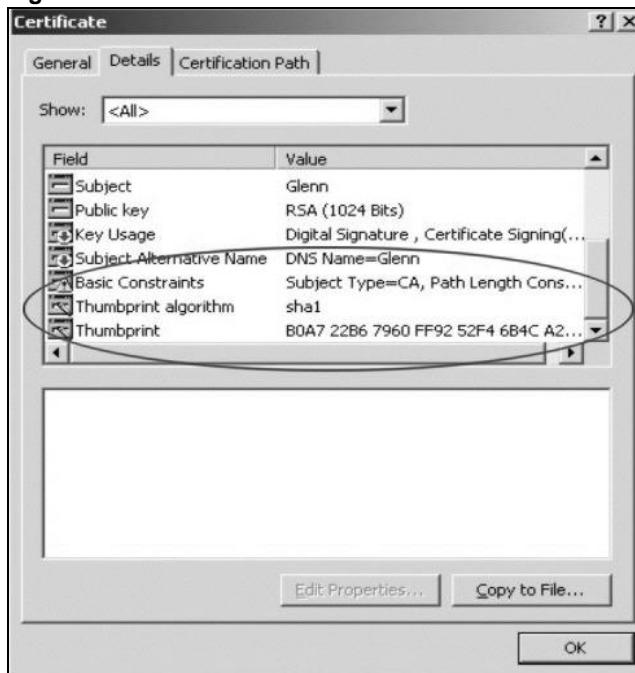 Certificate
General Details Certification Path
Show: <All>
Field Value
Subject Glenn
Public key RSA (1024 Bits)
Key Usage Digital Signature , Certificate Signing(...
Subject Alternative Name DNS Name=Glenn
Basic Constraints Subject Type=CA, Path Length Cons...
Thumbprint algorithm sha1
Thumbprint B0A7 22B6 7960 FF92 52F4 6B4C A2...
Edit Properties... Copy to File...
OK